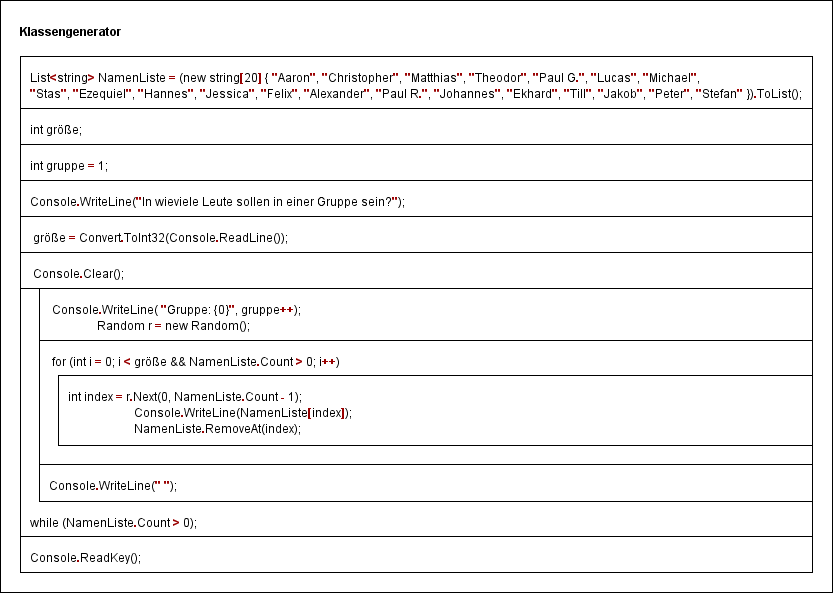 Klassengenerator
List<string> NamenListe = (new string[20] { "Aaron", "Christopher", "Matthias", "Theodor", "Paul G.", "Lucas", "Michael",
"Stas", "Ezequiel", "Hannes", "Jessica", "Felix", "Alexander", "Paul R.", "Johannes", "Ekhard", "Till", "Jakob", "Peter", "Stefan" }).ToList();
int größe;
int gruppe = 1;
Console.WriteLine("In wieviele Leute sollen in einer Gruppe sein?");
größe = Convert.ToInt32(Console.ReadLine());
Console.Clear();
Console.WriteLine( "Gruppe: {0}", gruppe++);
Random r = new Random();
for (int i = 0; i < größe && NamenListe.Count > 0; i++)
int index = r.Next(0, NamenListe.Count - 1);
Console.WriteLine(NamenListe[index]);
NamenListe.RemoveAt(index);
Console.WriteLine(" ");
while (NamenListe.Count > 0);
Console.ReadKey();